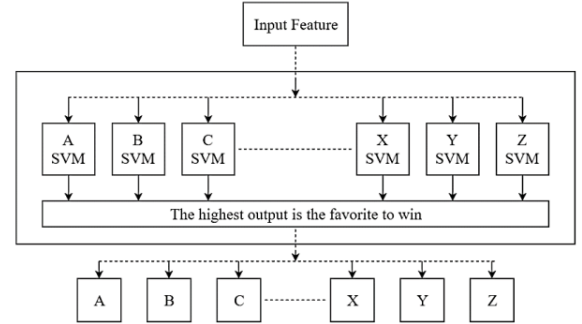 Input Feature
A SVM
B SVM
C SVM
X SVM
Y SVM
Z SVM
The highest output is the favorite to win
A B C X Y Z